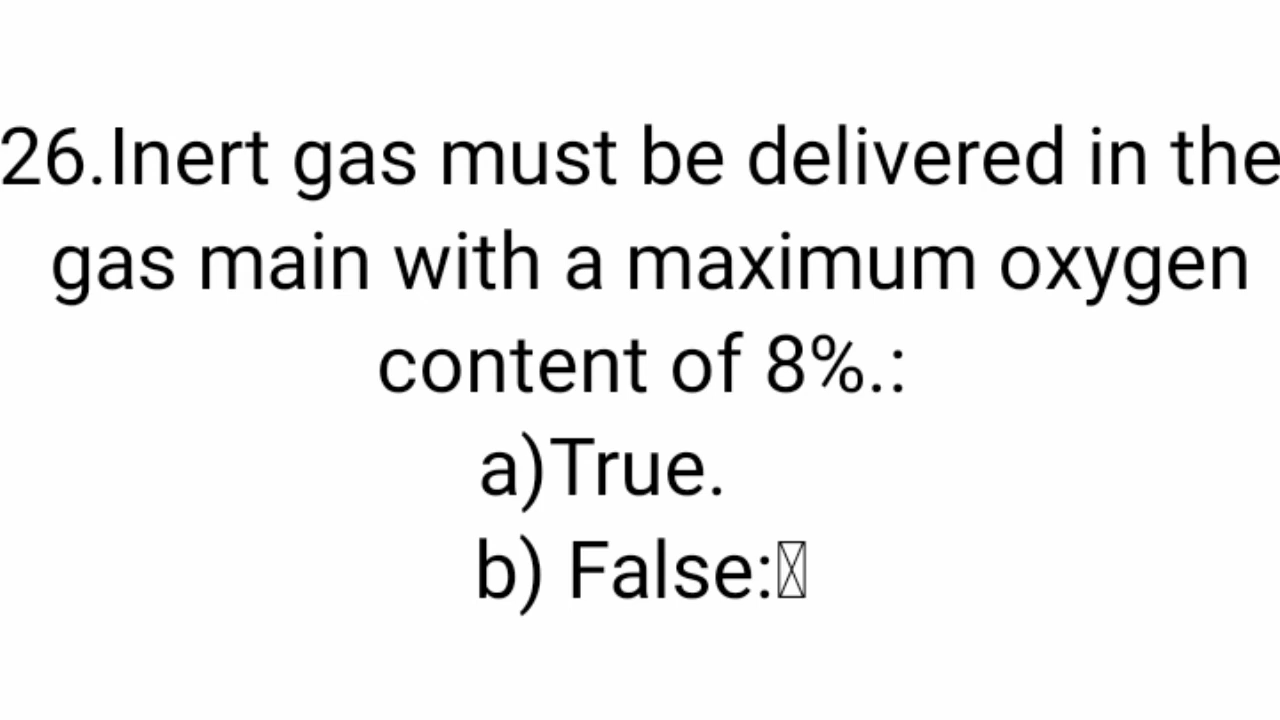 26.Inert gas must be delivered in the
gas main with a maximum oxygen
content of 8%.:
a)True.
b) False: